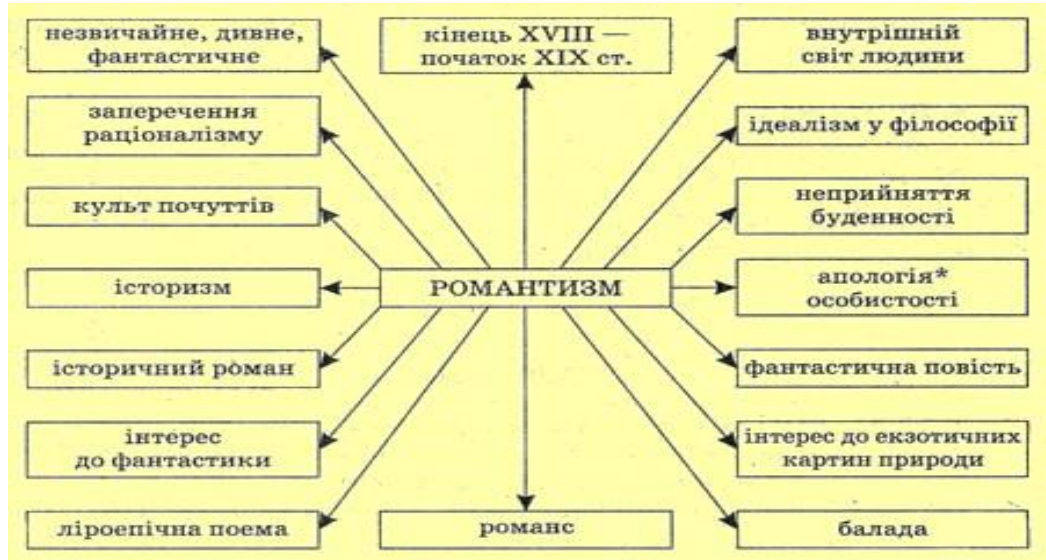 незвичайне, дивне,
фантастичне
кінець XVIII —
початок XIX ст.
внутрішній
світ людини
заперечення
раціоналізму
ідеалізм у філософії
культ почуттів
неприйняття
буденності
історизм
РОМАНТИЗМ
апологія*
особистості
історичний роман
фантастична повість
інтерес
до фантастики
інтерес до екзотичних
картин природи
ліроепічна поема
романс
балада